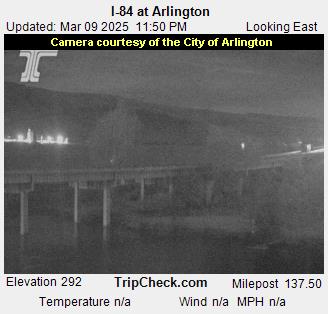 I-84 at Arlington
Updated: Mar 09 2025 11:50 PM Looking East
Camera courtesy of the City of Arlington
Elevation 292 TripCheck.com Milepost 137.50
Temperature n/a Wind n/a MPH n/a